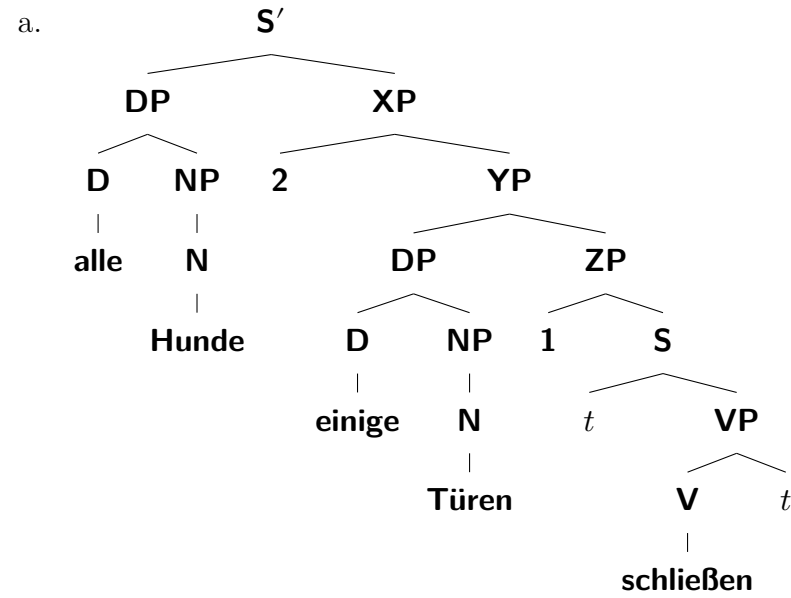 a. S′
DP XP
D NP 2 YP
alle N DP ZP
Hunde D NP 1 S
einige N t VP
Türen V t
schließen